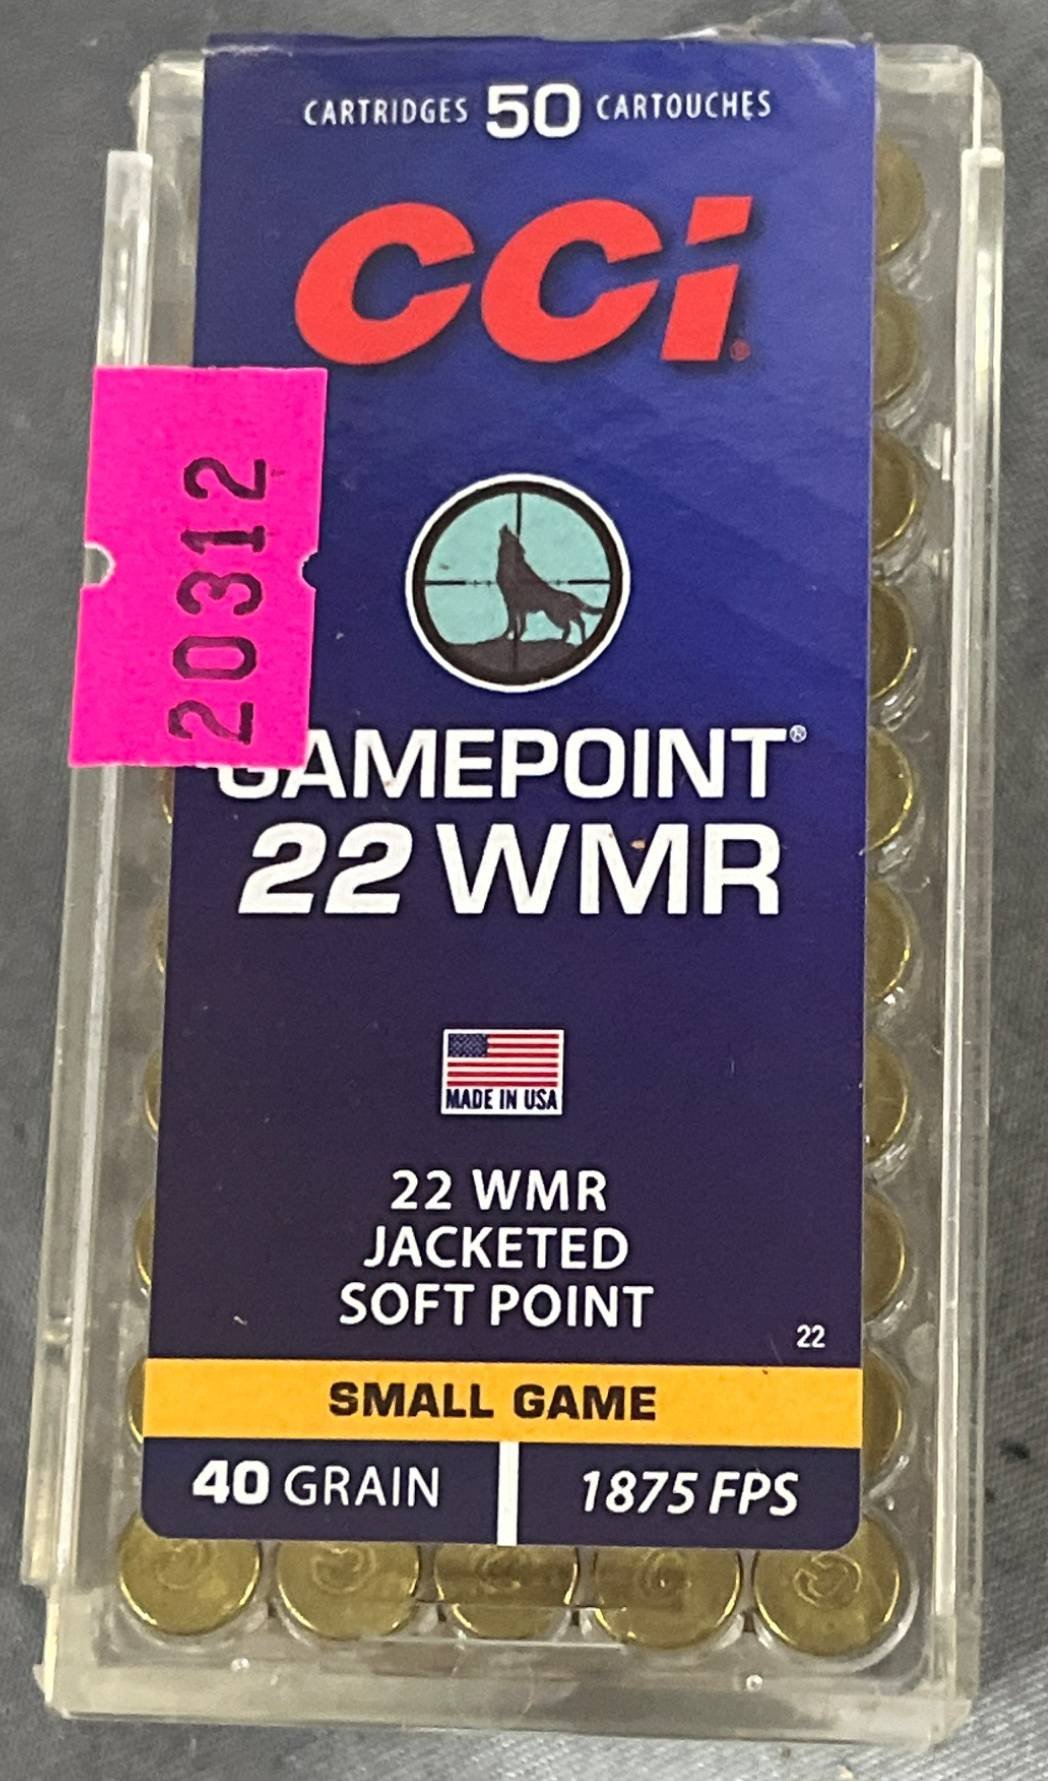 CARTRIDGES 50 CARTOUCHES
CCI®
20312
GAMEPOINT®
22 WMR
MADE IN USA
22 WMR
JACKETED
SOFT POINT
22
SMALL GAME
40 GRAIN
1875 FPS